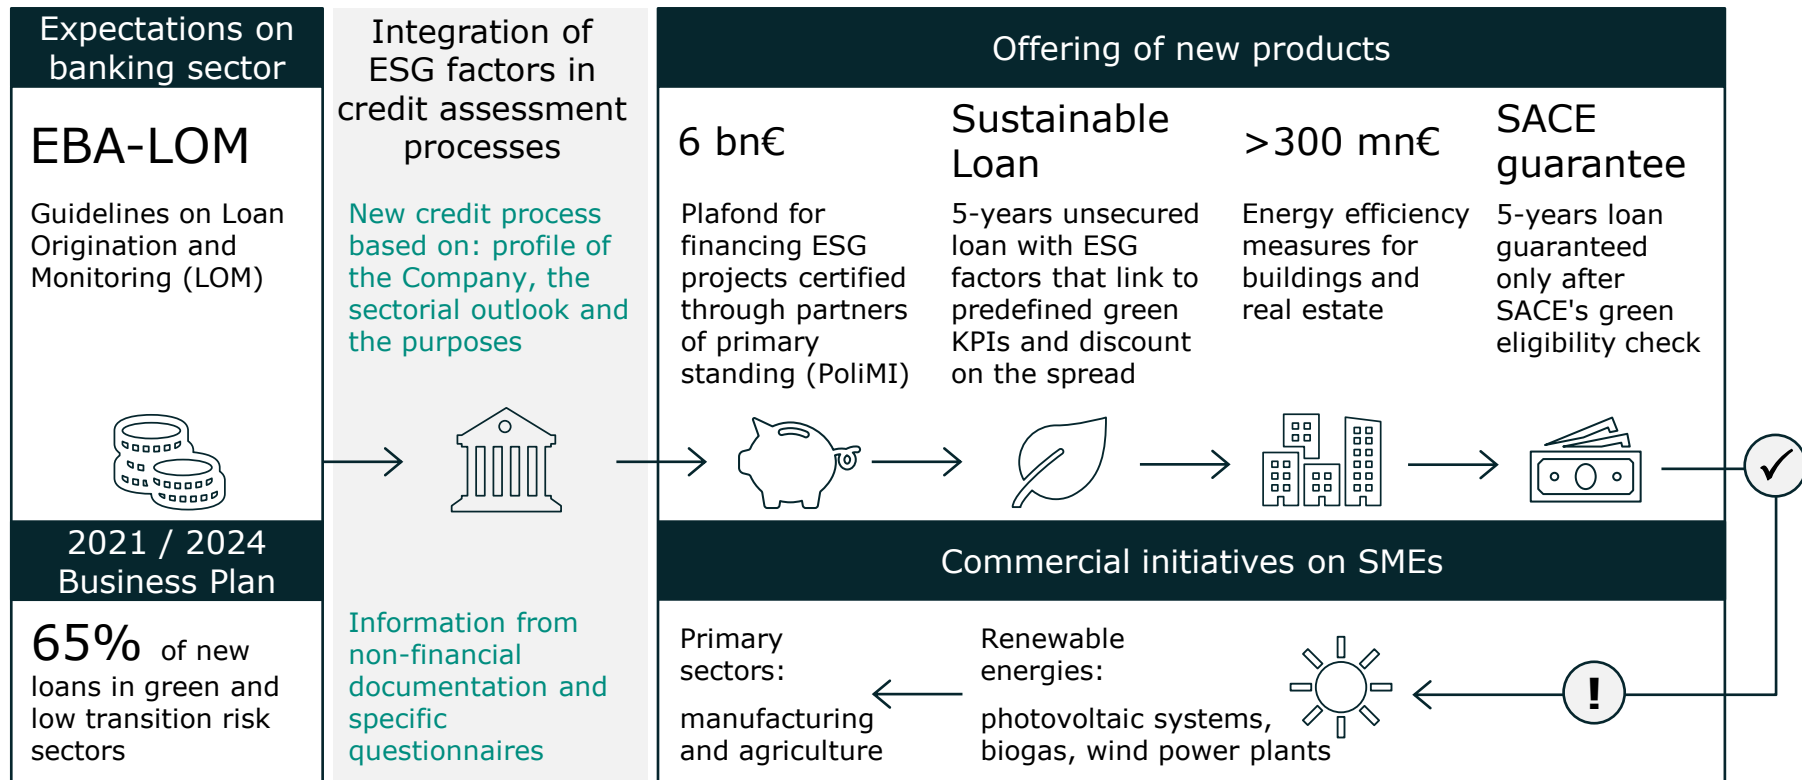 Expectations on
banking sector
EBA-LOM
Guidelines on Loan
Origination and
Monitoring (LOM)
2021 / 2024
Business Plan
65% of new
loans in green and
low transition risk
sectors
Integration of
ESG factors in
credit assessment
processes
New credit process
based on: profile of
the Company, the
sectorial outlook and
the purposes
Information from
non-financial
documentation and
specific
questionnaires
Offering of new products
6 bn€
Plafond for
financing ESG
projects certified
through partners
of primary
standing (PoliMI)
Sustainable
Loan
5-years unsecured
loan with ESG
factors that link to
predefined green
KPIs and discount
on the spread
>300 mn€
Energy efficiency
measures for
buildings and
real estate
SACE
guarantee
5-years loan
guaranteed
only after
SACE's green
eligibility check
Commercial initiatives on SMEs
Primary
sectors:
manufacturing
and agriculture
Renewable
energies:
photovoltaic systems,
biogas, wind power plants
!